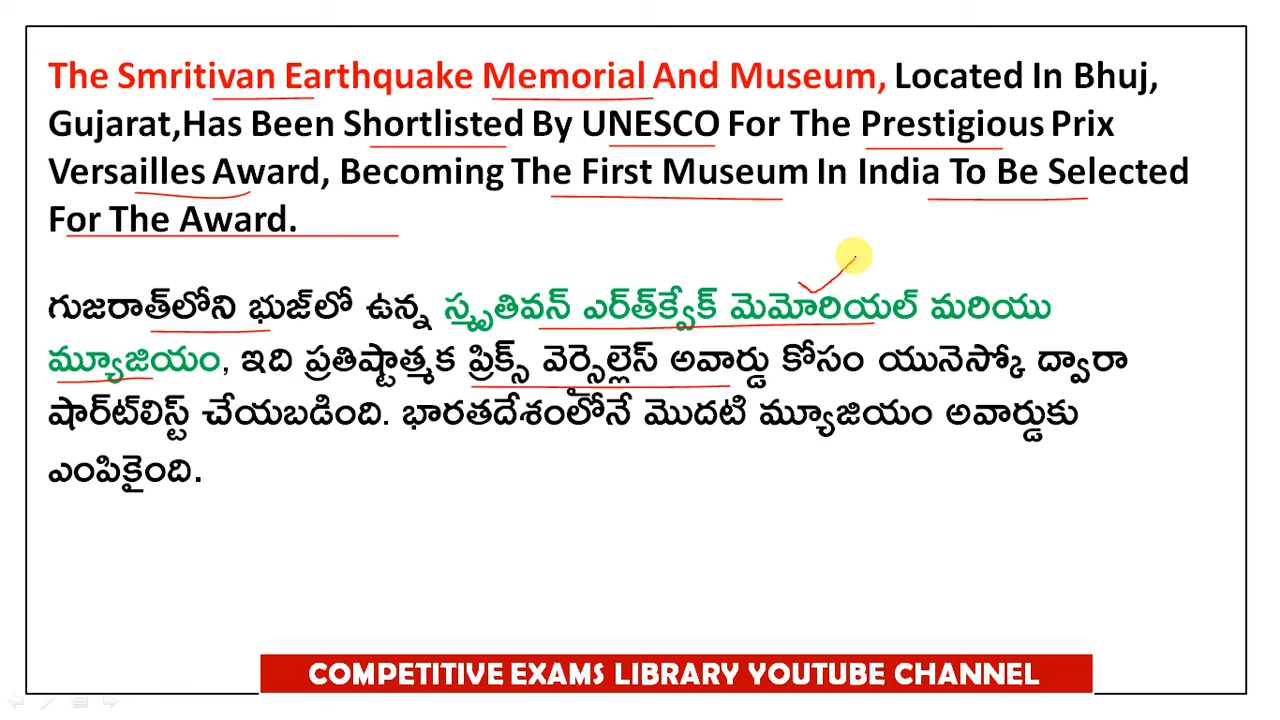 The Smritivan Earthquake Memorial And Museum, Located In Bhuj,
Gujarat,Has Been Shortlisted By UNESCO For The Prestigious Prix
Versailles Award, Becoming The First Museum In India To Be Selected
For The Award.
గుజరాత్‌లోని భుజ్‌లో ఉన్న స్మృతివన్ ఎర్త్‌క్వేక్ మెమోరియల్ మరియు
మ్యూజియం, ఇది ప్రతిష్టాత్మక ప్రిక్స్ వెర్సైల్లెస్ అవార్డు కోసం యునెస్కో ద్వారా
షార్ట్‌లిస్ట్ చేయబడింది. భారతదేశంలోనే మొదటి మ్యూజియం అవార్డుకు
ఎంపికైంది.
COMPETITIVE EXAMS LIBRARY YOUTUBE CHANNEL